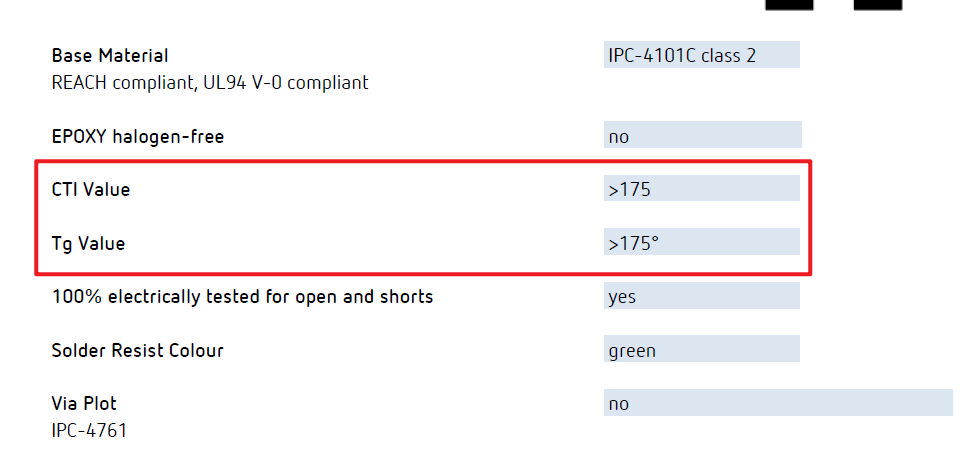 Base Material IPC-4101C class 2
REACH compliant, UL94 V-0 compliant
EPOXY halogen-free no
CTI Value >175
Tg Value >175°
100% electrically tested for open and shorts yes
Solder Resist Colour green
Via Plot no
IPC-4761